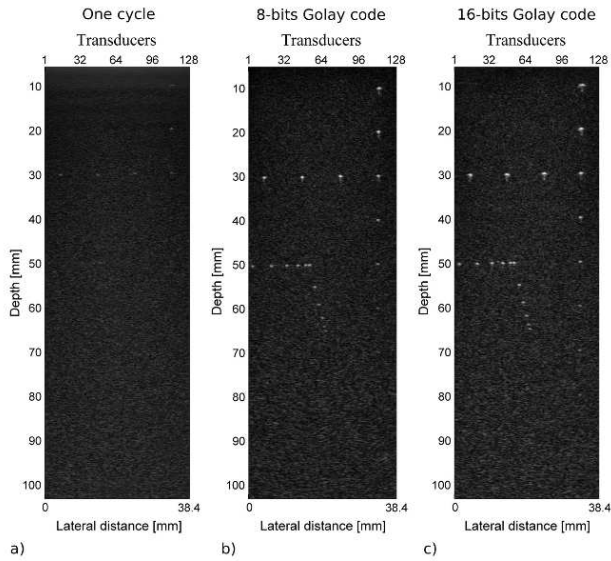 One cycle
8-bits Golay code
16-bits Golay code
Transducers
Transducers
Transducers
1 32 64 96 128
1 32 64 96 128
1 32 64 96 128
10
20
30
40
50
60
70
80
90
100
Depth [mm]
10
20
30
40
50
60
70
80
90
100
Depth [mm]
10
20
30
40
50
60
70
80
90
100
Depth [mm]
0 38.4
0 38.4
0 38.4
Lateral distance [mm]
Lateral distance [mm]
Lateral distance [mm]
a)
b)
c)